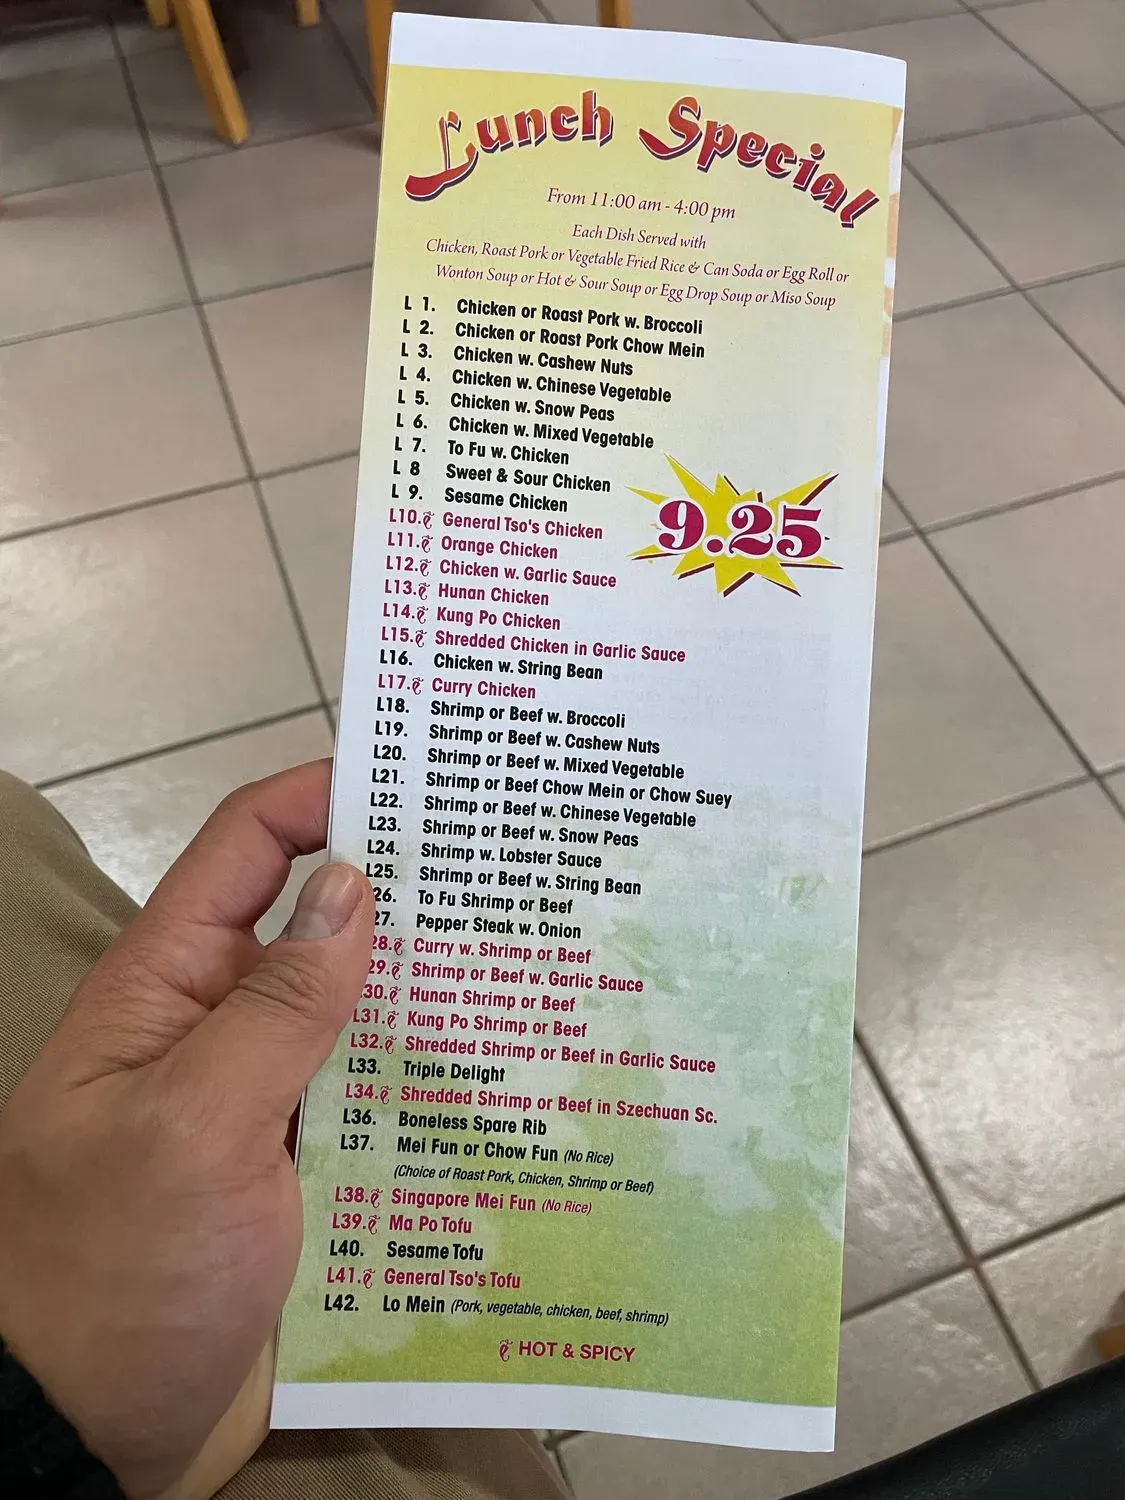 Lunch Special
From 11:00 am - 4:00 pm
Each Dish Served with
Chicken, Roast Pork or Vegetable Fried Rice & Can Soda or Egg Roll or
Wonton Soup or Hot & Sour Soup or Egg Drop Soup or Miso Soup
L 1. Chicken or Roast Pork w. Broccoli
L 2. Chicken or Roast Pork Chow Mein
L 3. Chicken w. Cashew Nuts
L 4. Chicken w. Chinese Vegetable
L 5. Chicken w. Snow Peas
L 6. Chicken w. Mixed Vegetable
L 7. To Fu w. Chicken
L 8 Sweet & Sour Chicken
L 9. Sesame Chicken
9.25
L10. General Tso's Chicken
L11. Orange Chicken
L12. Chicken w. Garlic Sauce
L13. Hunan Chicken
L14. Kung Po Chicken
L15. Shredded Chicken in Garlic Sauce
L16. Chicken w. String Bean
L17. Curry Chicken
L18. Shrimp or Beef w. Broccoli
L19. Shrimp or Beef w. Cashew Nuts
L20. Shrimp or Beef w. Mixed Vegetable
L21. Shrimp or Beef Chow Mein or Chow Suey
L22. Shrimp or Beef w. Chinese Vegetable
L23. Shrimp or Beef w. Snow Peas
L24. Shrimp w. Lobster Sauce
L25. Shrimp or Beef w. String Bean
26. To Fu Shrimp or Beef
27. Pepper Steak w. Onion
28. Curry w. Shrimp or Beef
29. Shrimp or Beef w. Garlic Sauce
30. Hunan Shrimp or Beef
L31. Kung Po Shrimp or Beef
L32. Shredded Shrimp or Beef in Garlic Sauce
L33. Triple Delight
L34. Shredded Shrimp or Beef in Szechuan Sc.
L36. Boneless Spare Rib
L37. Mei Fun or Chow Fun (No Rice)
(Choice of Roast Pork, Chicken, Shrimp or Beef)
L38. Singapore Mei Fun (No Rice)
L39. Ma Po Tofu
L40. Sesame Tofu
L41. General Tso's Tofu
L42. Lo Mein (Pork, vegetable, chicken, beef, shrimp)
HOT & SPICY